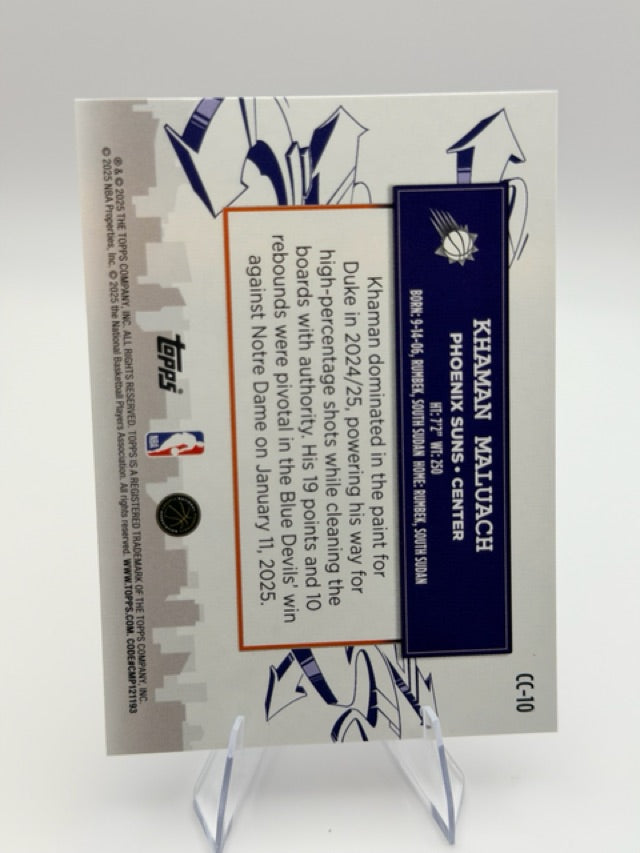 CC-10
KHAMAN MALUACH
PHOENIX SUNS • CENTER
HT: 7'2" WT: 250
BORN: 9-14-06, RUMBEK, SOUTH SUDAN HOME: RUMBEK, SOUTH SUDAN
Khaman dominated in the paint for
Duke in 2024/25, powering his way for
high-percentage shots while cleaning the
boards with authority. His 19 points and 10
rebounds were pivotal in the Blue Devils' win
against Notre Dame on January 11, 2025.
topps
NBA
® & © 2025 THE TOPPS COMPANY, INC. ALL RIGHTS RESERVED. TOPPS IS A REGISTERED TRADEMARK OF THE TOPPS COMPANY, INC.
© 2025 NBA Properties, Inc. © 2025 the National Basketball Players Association. All rights reserved. WWW.TOPPS.COM. CODE#CMP121193